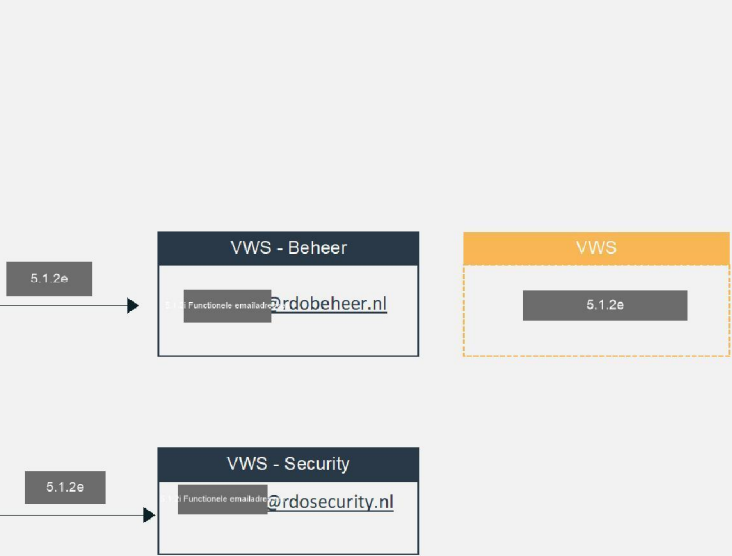 VWS - Beheer
VWS
5.1.2e
Functionele emailadre
@rdobeheer.nl
5.1.2e
VWS - Security
5.1.2e
Functionele emailadre
@rdosecurity.nl